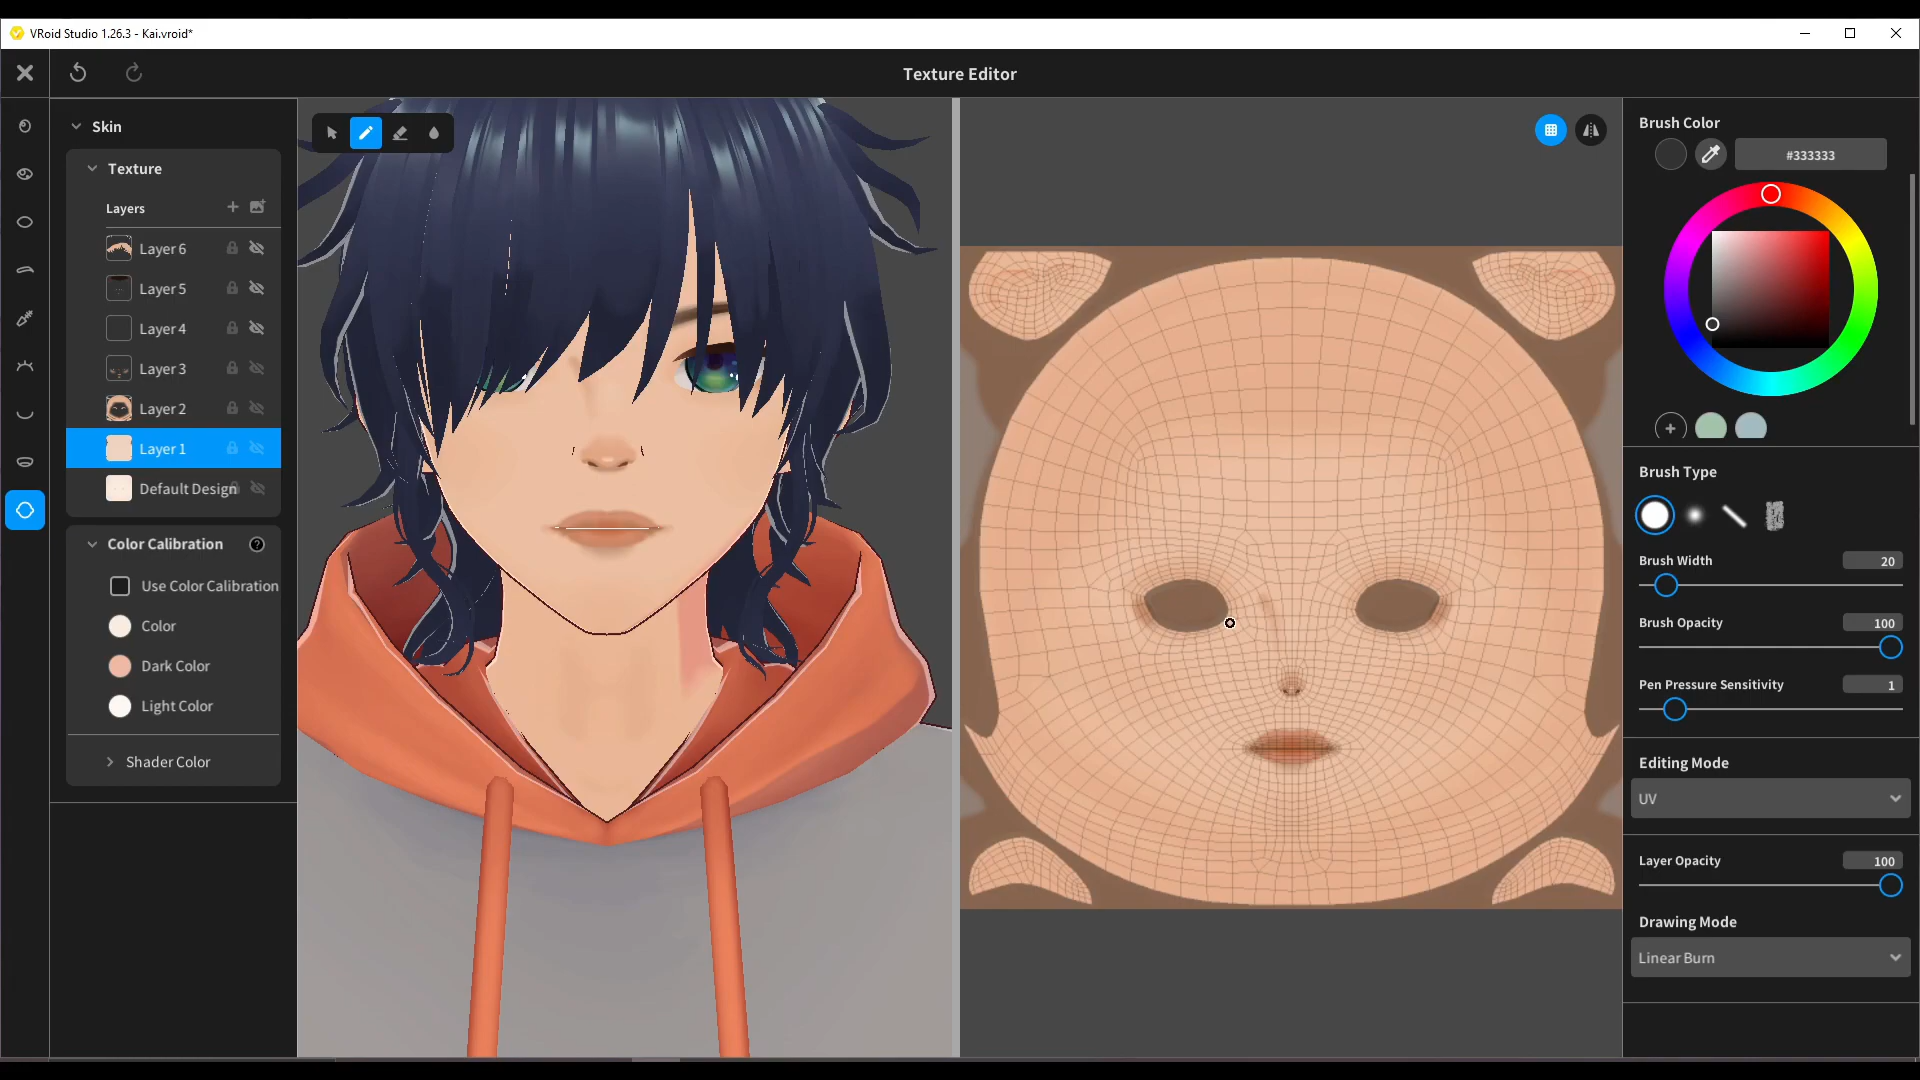 VRoid Studio 1.26.3 - Kai.vroid*
Texture Editor
Skin
Texture
Layers
Layer 6
Layer 5
Layer 4
Layer 3
Layer 2
Layer 1
Default Design
Color Calibration
Use Color Calibration
Color
Dark Color
Light Color
Shader Color
Brush Color
#333333
Brush Type
Brush Width
20
Brush Opacity
100
Pen Pressure Sensitivity
1
Editing Mode
UV
Layer Opacity
100
Drawing Mode
Linear Burn